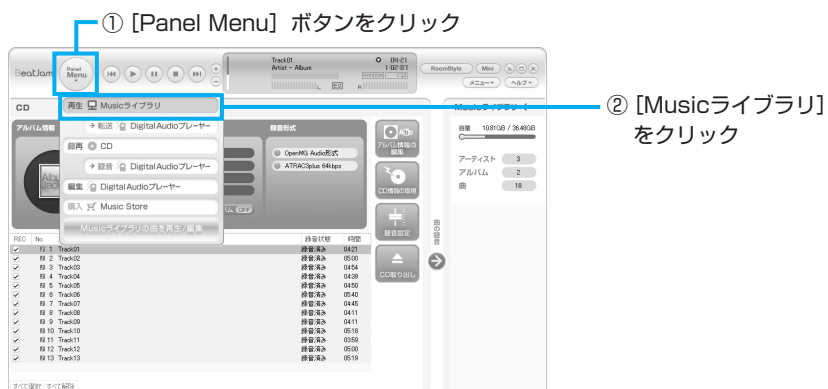 ① [Panel Menu] ボタンをクリック
BeatJam
Panel
Menu
Track01
Artist - Album
04:21
1:02:07
L
EQ
R
RoomStyle
Mini
メニュー
ヘルプ
CD
再生 Musicライブラリ
転送 Digital Audioプレーヤー
録再 CD
録音 Digital Audioプレーヤー
編集 Digital Audioプレーヤー
購入 Music Store
Musicライブラリの曲を再生/編集
② [Musicライブラリ]
をクリック
アルバム情報
録音形式
OpenMG Audio形式
ATRAC3plus 64kbps
OFF
アルバム情報の
編集
CD情報の取得
録音設定
CD取り出し
曲の録音
容量 10.81GB / 36.48GB
アーティスト 3
アルバム 2
曲 18
REC No. 録音状態 時間
1 Track01 録音済み 04:21
2 Track02 録音済み 05:00
3 Track03 録音済み 04:54
4 Track04 録音済み 04:39
5 Track05 録音済み 04:50
6 Track06 録音済み 05:40
7 Track07 録音済み 04:45
8 Track08 録音済み 04:11
9 Track09 録音済み 04:11
10 Track10 録音済み 05:18
11 Track11 録音済み 03:59
12 Track12 録音済み 05:00
13 Track13 録音済み 05:19
すべて選択 すべて解除